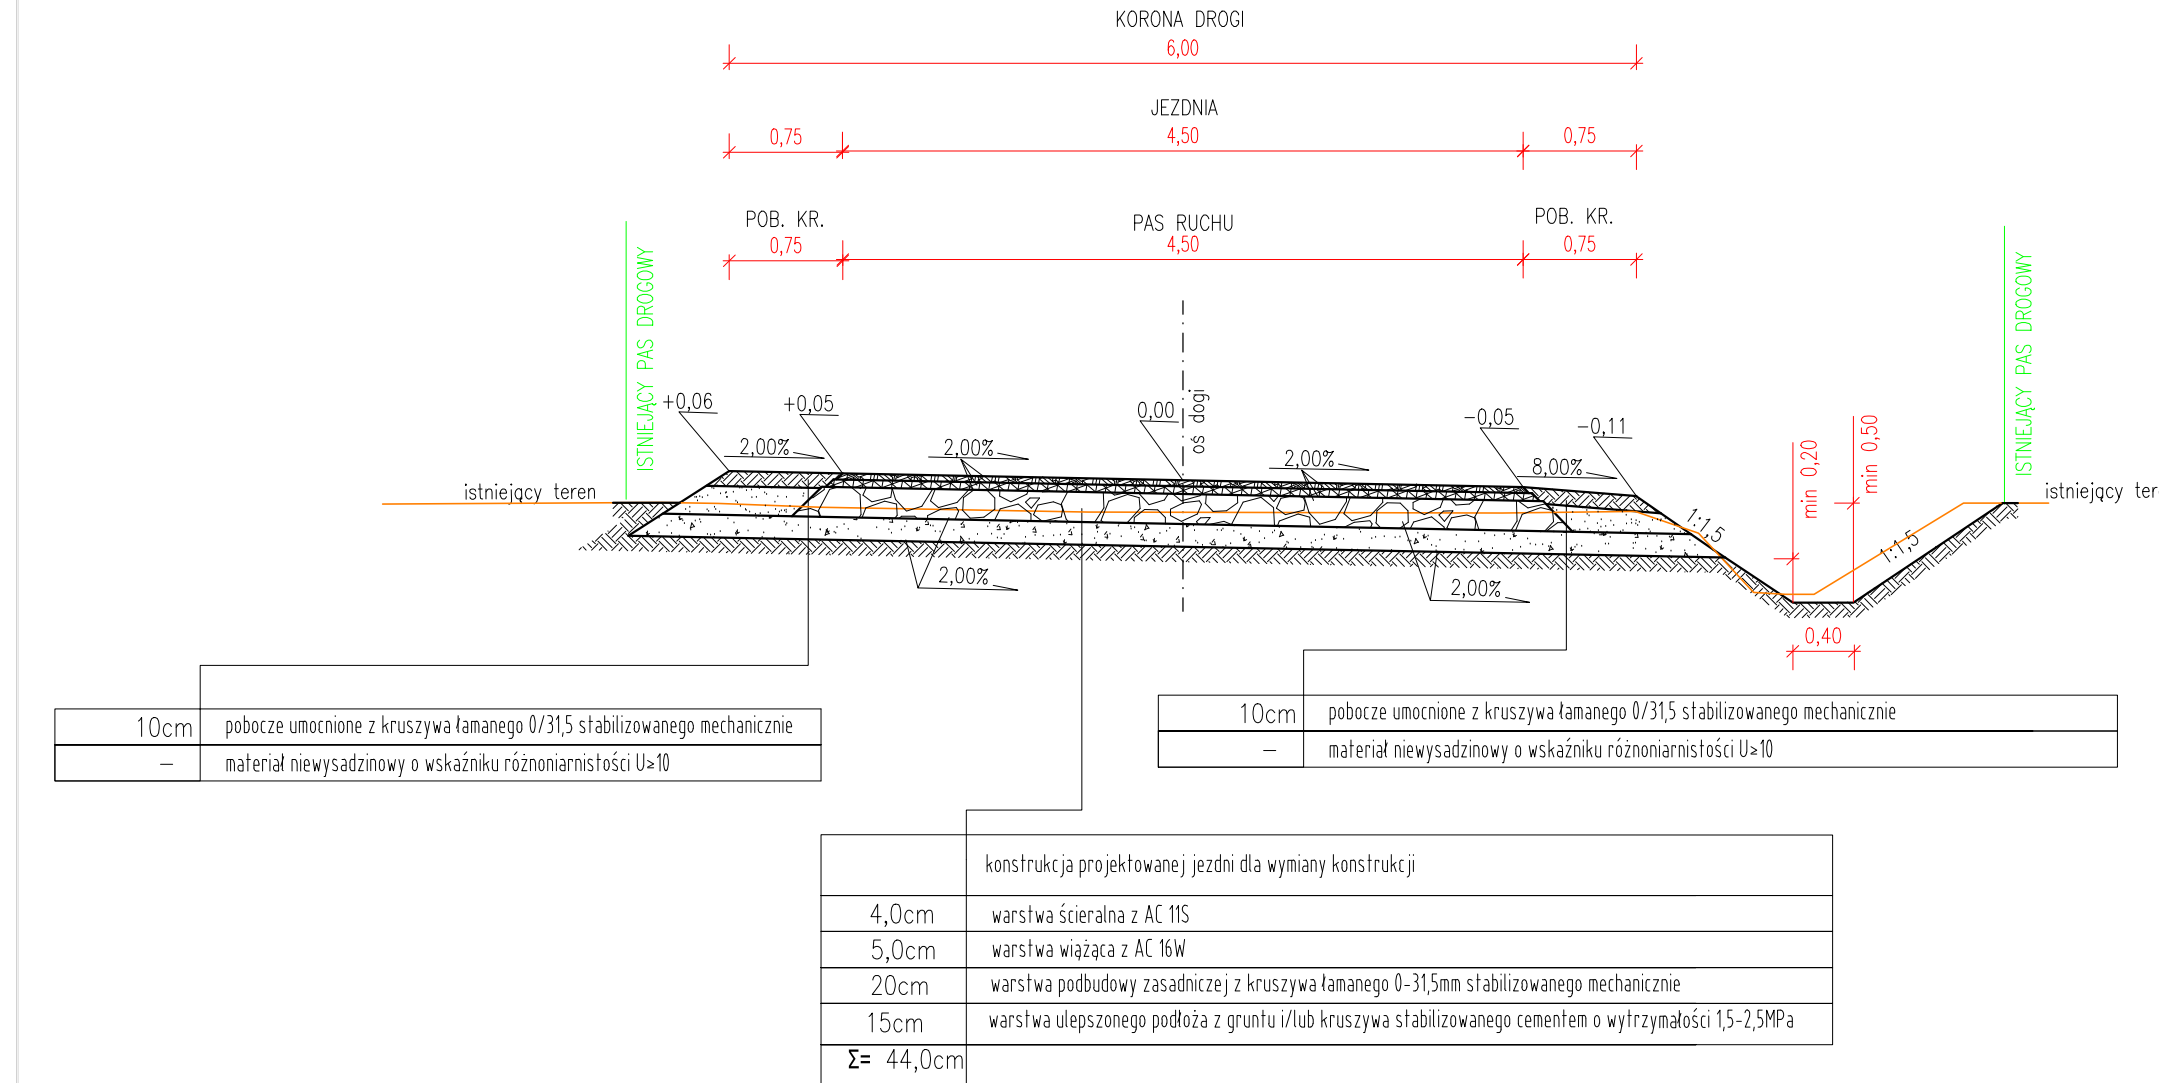 KORONA DROGI
6,00
JEZDNIA
0,75
4,50
0,75
POB. KR.
PAS RUCHU
POB. KR.
0,75
4,50
0,75
ISTNIEJĄCY PAS DROGOWY
ISTNIEJĄCY PAS DROGOWY
+0,06
+0,05
0,00
oś dogi
-0,05
-0,11
2,00%
2,00%
2,00%
8,00%
min 0,20
min 0,50
istniejący teren
istniejący ter
1:1,5
1:1,5
2,00%
2,00%
0,40
10cm pobocze umocnione z kruszywa łamanego 0/31,5 stabilizowanego mechanicznie
– materiał niewysadzinowy o wskaźniku różnoniarnistości U≥10
10cm pobocze umocnione z kruszywa łamanego 0/31,5 stabilizowanego mechanicznie
– materiał niewysadzinowy o wskaźniku różnoniarnistości U≥10
konstrukcja projektowanej jezdni dla wymiany konstrukcji
4,0cm warstwa ścieralna z AC 11S
5,0cm warstwa wiążąca z AC 16W
20cm warstwa podbudowy zasadniczej z kruszywa łamanego 0-31,5mm stabilizowanego mechanicznie
15cm warstwa ulepszonego podłoża z gruntu i/lub kruszywa stabilizowanego cementem o wytrzymałości 1,5-2,5MPa
Σ= 44,0cm